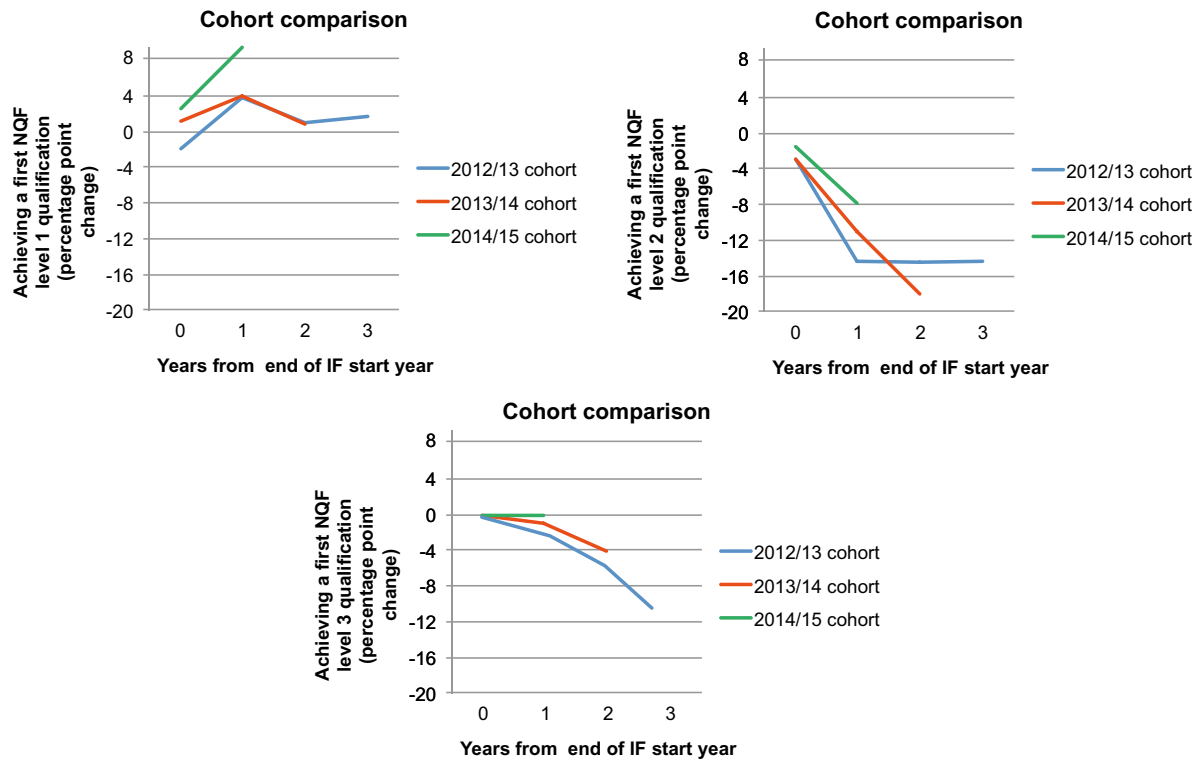 Cohort comparison
Achieving a first NQF
level 1 qualification
(percentage point
change)
8
4
0
-4
-8
-12
-16
-20
0 1 2 3
Years from end of IF start year
2012/13 cohort
2013/14 cohort
2014/15 cohort
Cohort comparison
Achieving a first NQF
level 2 qualification
(percentage point
change)
8
4
0
-4
-8
-12
-16
-20
0 1 2 3
Years from end of IF start year
2012/13 cohort
2013/14 cohort
2014/15 cohort
Cohort comparison
Achieving a first NQF
level 3 qualification
(percentage point
change)
8
4
0
-4
-8
-12
-16
-20
0 1 2 3
Years from end of IF start year
2012/13 cohort
2013/14 cohort
2014/15 cohort